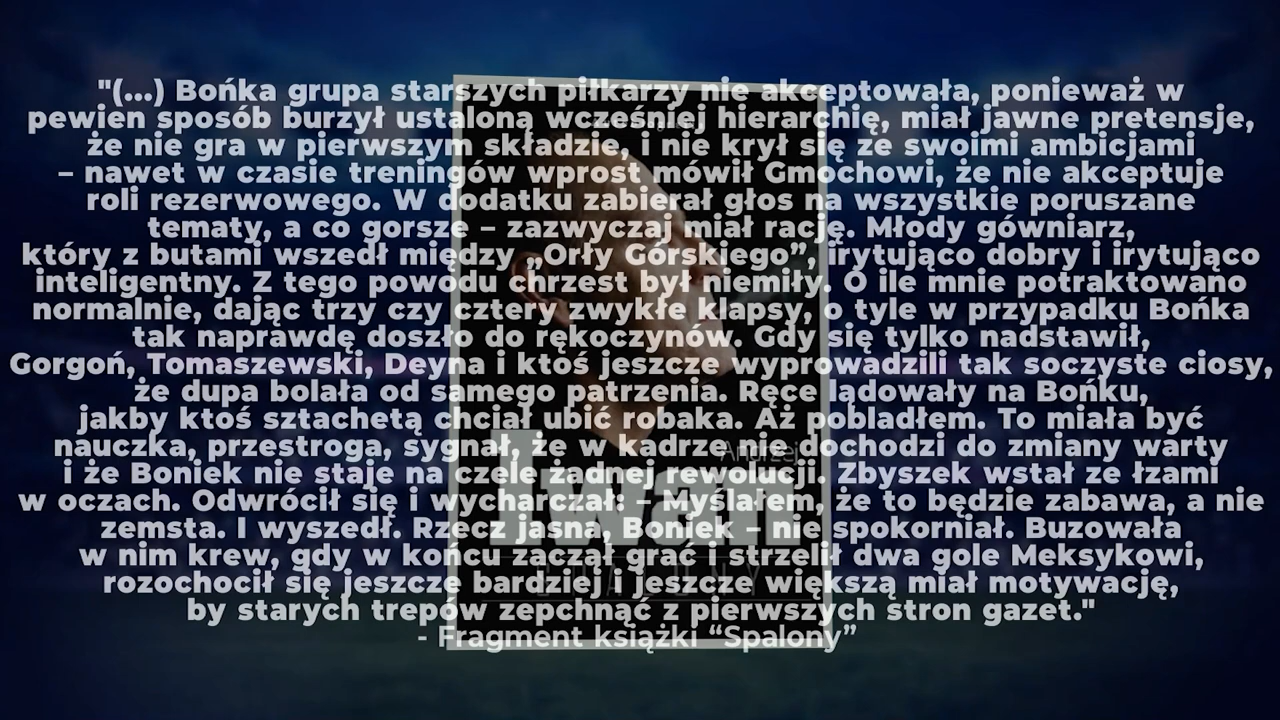 "(...) Bońka grupa starszych piłkarzy nie akceptowała, ponieważ w
pewien sposób burzył ustaloną wcześniej hierarchię, miał jawne pretensje,
że nie gra w pierwszym składzie, i nie krył się ze swoimi ambicjami
– nawet w czasie treningów wprost mówił Gmochowi, że nie akceptuje
roli rezerwowego. W dodatku zabierał głos na wszystkie poruszane
tematy, a co gorsze – zazwyczaj miał rację. Młody gówniarz,
który z butami wszedł między „Orły Górskiego”, irytująco dobry i irytująco
inteligentny. Z tego powodu chrzest był niemiły. O ile mnie potraktowano
normalnie, dając trzy czy cztery zwykłe klapsy, o tyle w przypadku Bońka
tak naprawdę doszło do rękoczynów. Gdy się tylko nadstawił,
Gorgoń, Tomaszewski, Deyna i ktoś jeszcze wyprowadzili tak soczyste ciosy,
że dupa bolała od samego patrzenia. Ręce lądowały na Bońku,
jakby ktoś sztachetą chciał ubić robaka. Aż pobladłem. To miała być
nauczka, przestroga, sygnał, że w kadrze nie dochodzi do zmiany warty
i że Boniek nie staje na czele żadnej rewolucji. Zbyszek wstał ze łzami
w oczach. Odwrócił się i wycharczał: – Myślałem, że to będzie zabawa, a nie
zemsta. I wyszedł. Rzecz jasna, Boniek – nie spokorniał. Buzowała
w nim krew, gdy w końcu zaczął grać i strzelił dwa gole Meksykowi,
rozochocił się jeszcze bardziej i jeszcze większą miał motywację,
by starych trepów zepchnąć z pierwszych stron gazet."
- Fragment książki “Spalony”
Andrzej
Iwan